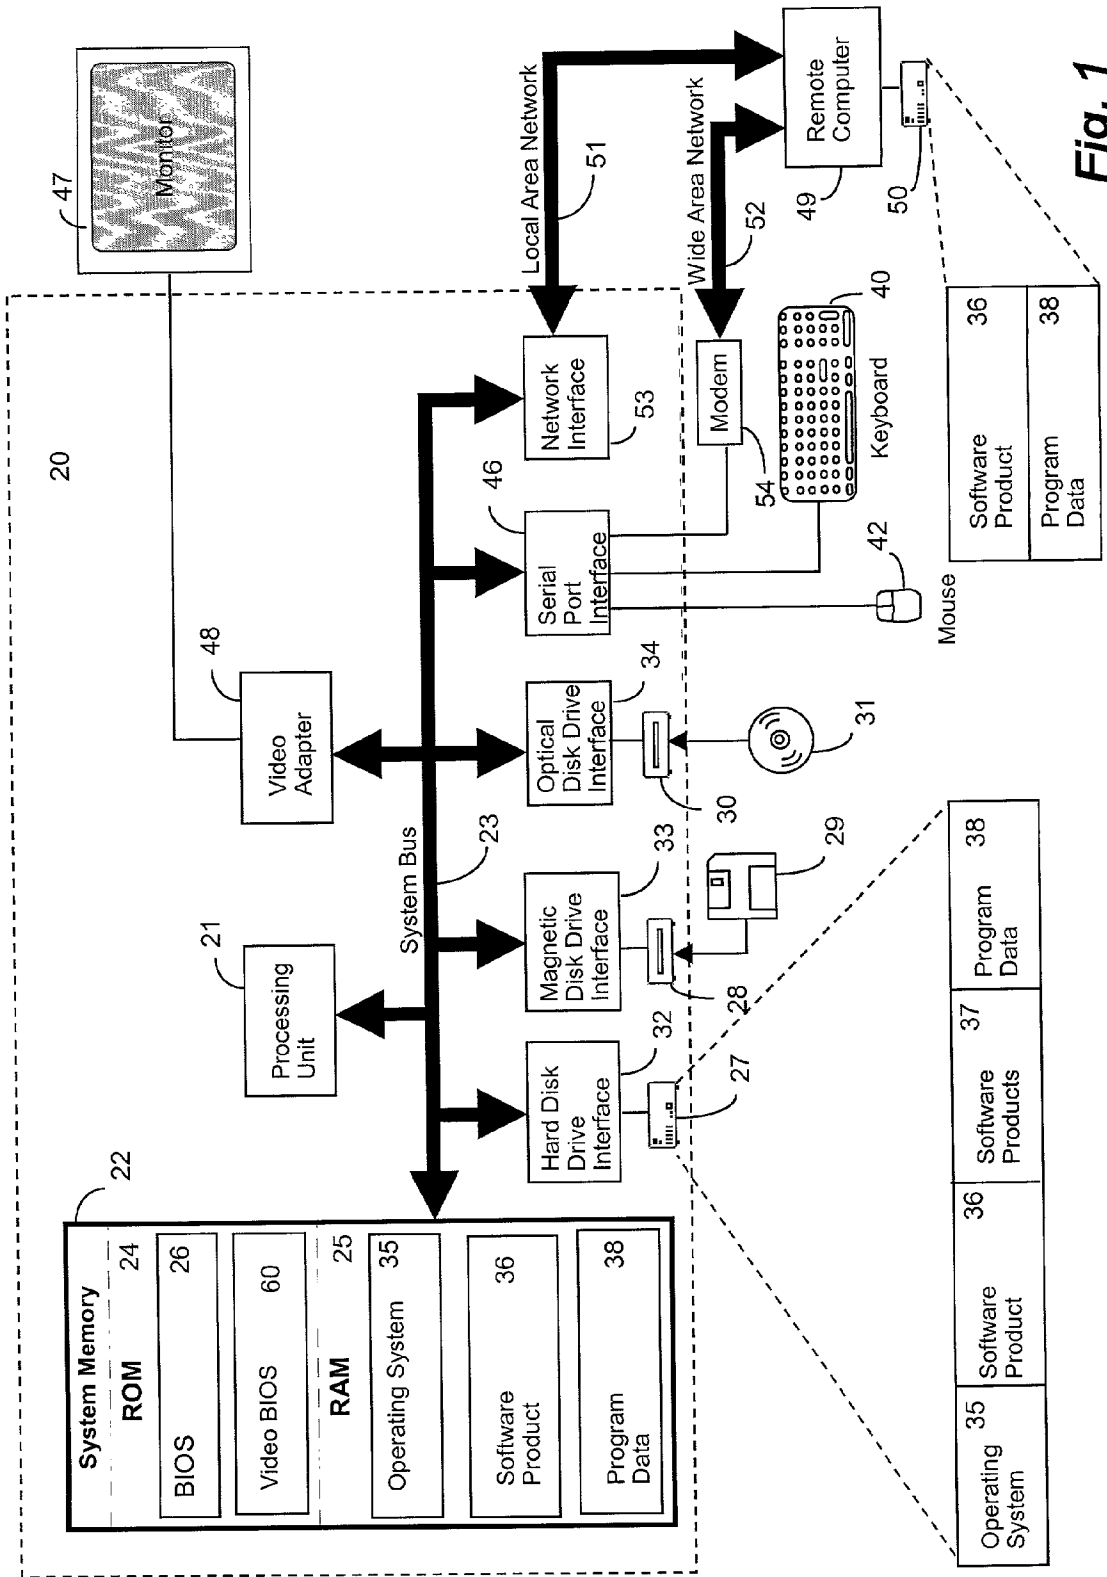 System Memory
22
ROM 24
BIOS 26
Video BIOS 60
RAM 25
Operating System 35
Software
Product
36
Program
Data
38
20
Processing
Unit
21
Video
Adapter
48
Monitor
47
System Bus
23
Hard Disk
Drive
Interface
32
Magnetic
Disk Drive
Interface
33
Optical
Disk Drive
Interface
34
Serial
Port
Interface
46
Network
Interface
53
Local Area Network
51
Wide Area Network
52
Modem
54
Remote
Computer
49
50
27
28
29
30
31
Mouse
42
Keyboard
40
Operating
System
35
Software
Product
36
Software
Products
37
Program
Data
38
Software
Product
36
Program
Data
38
Fig. 1